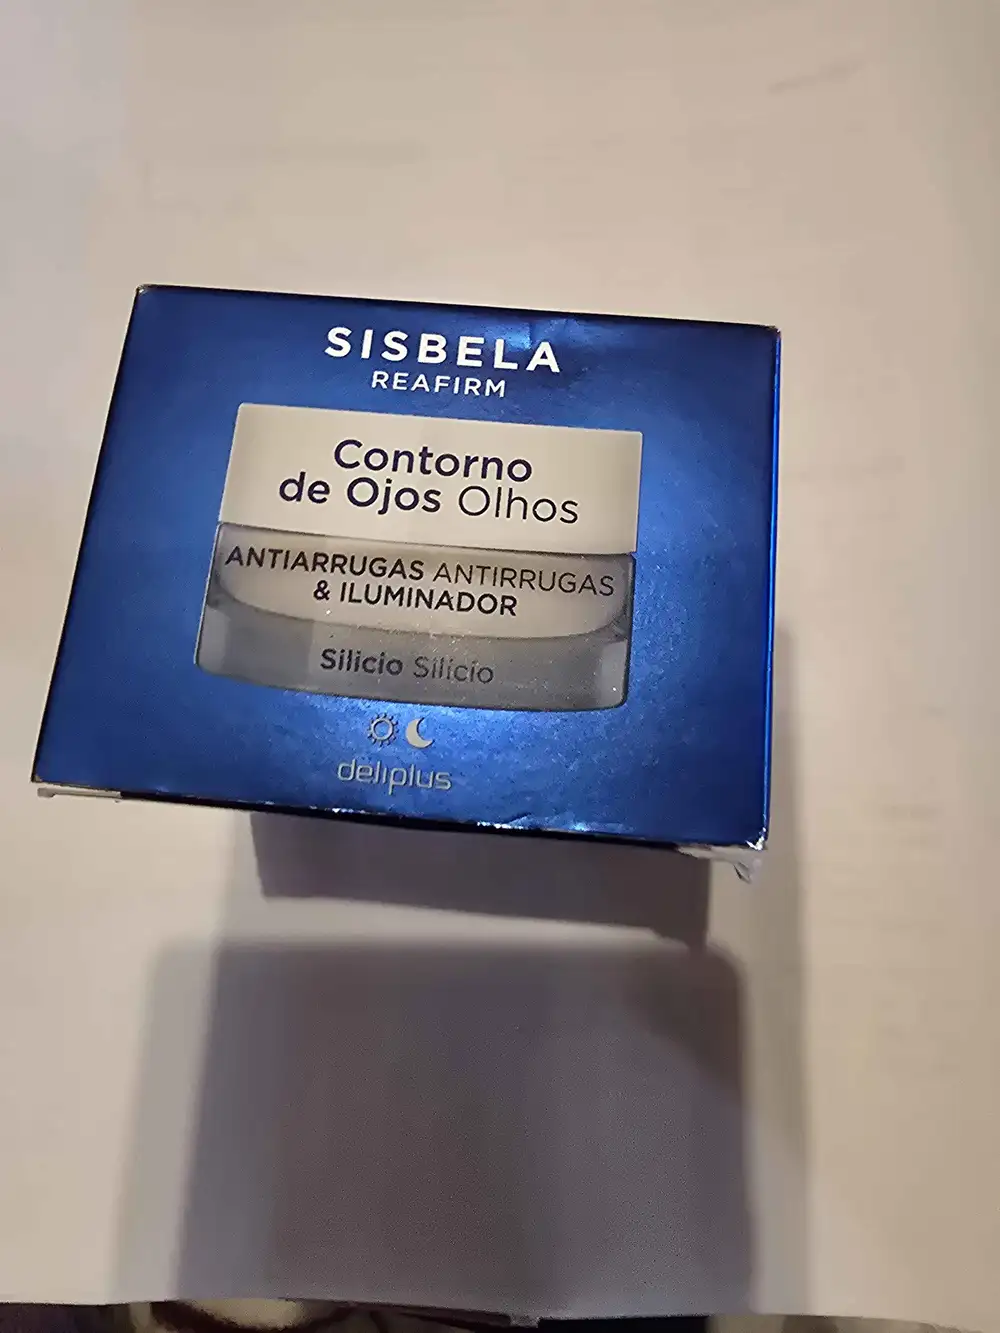 SISBELA
REAFIRM
Contorno
de Ojos Olhos
ANTIARRUGAS ANTIRRUGAS
& ILUMINADOR
Silicio Silício
deliplus